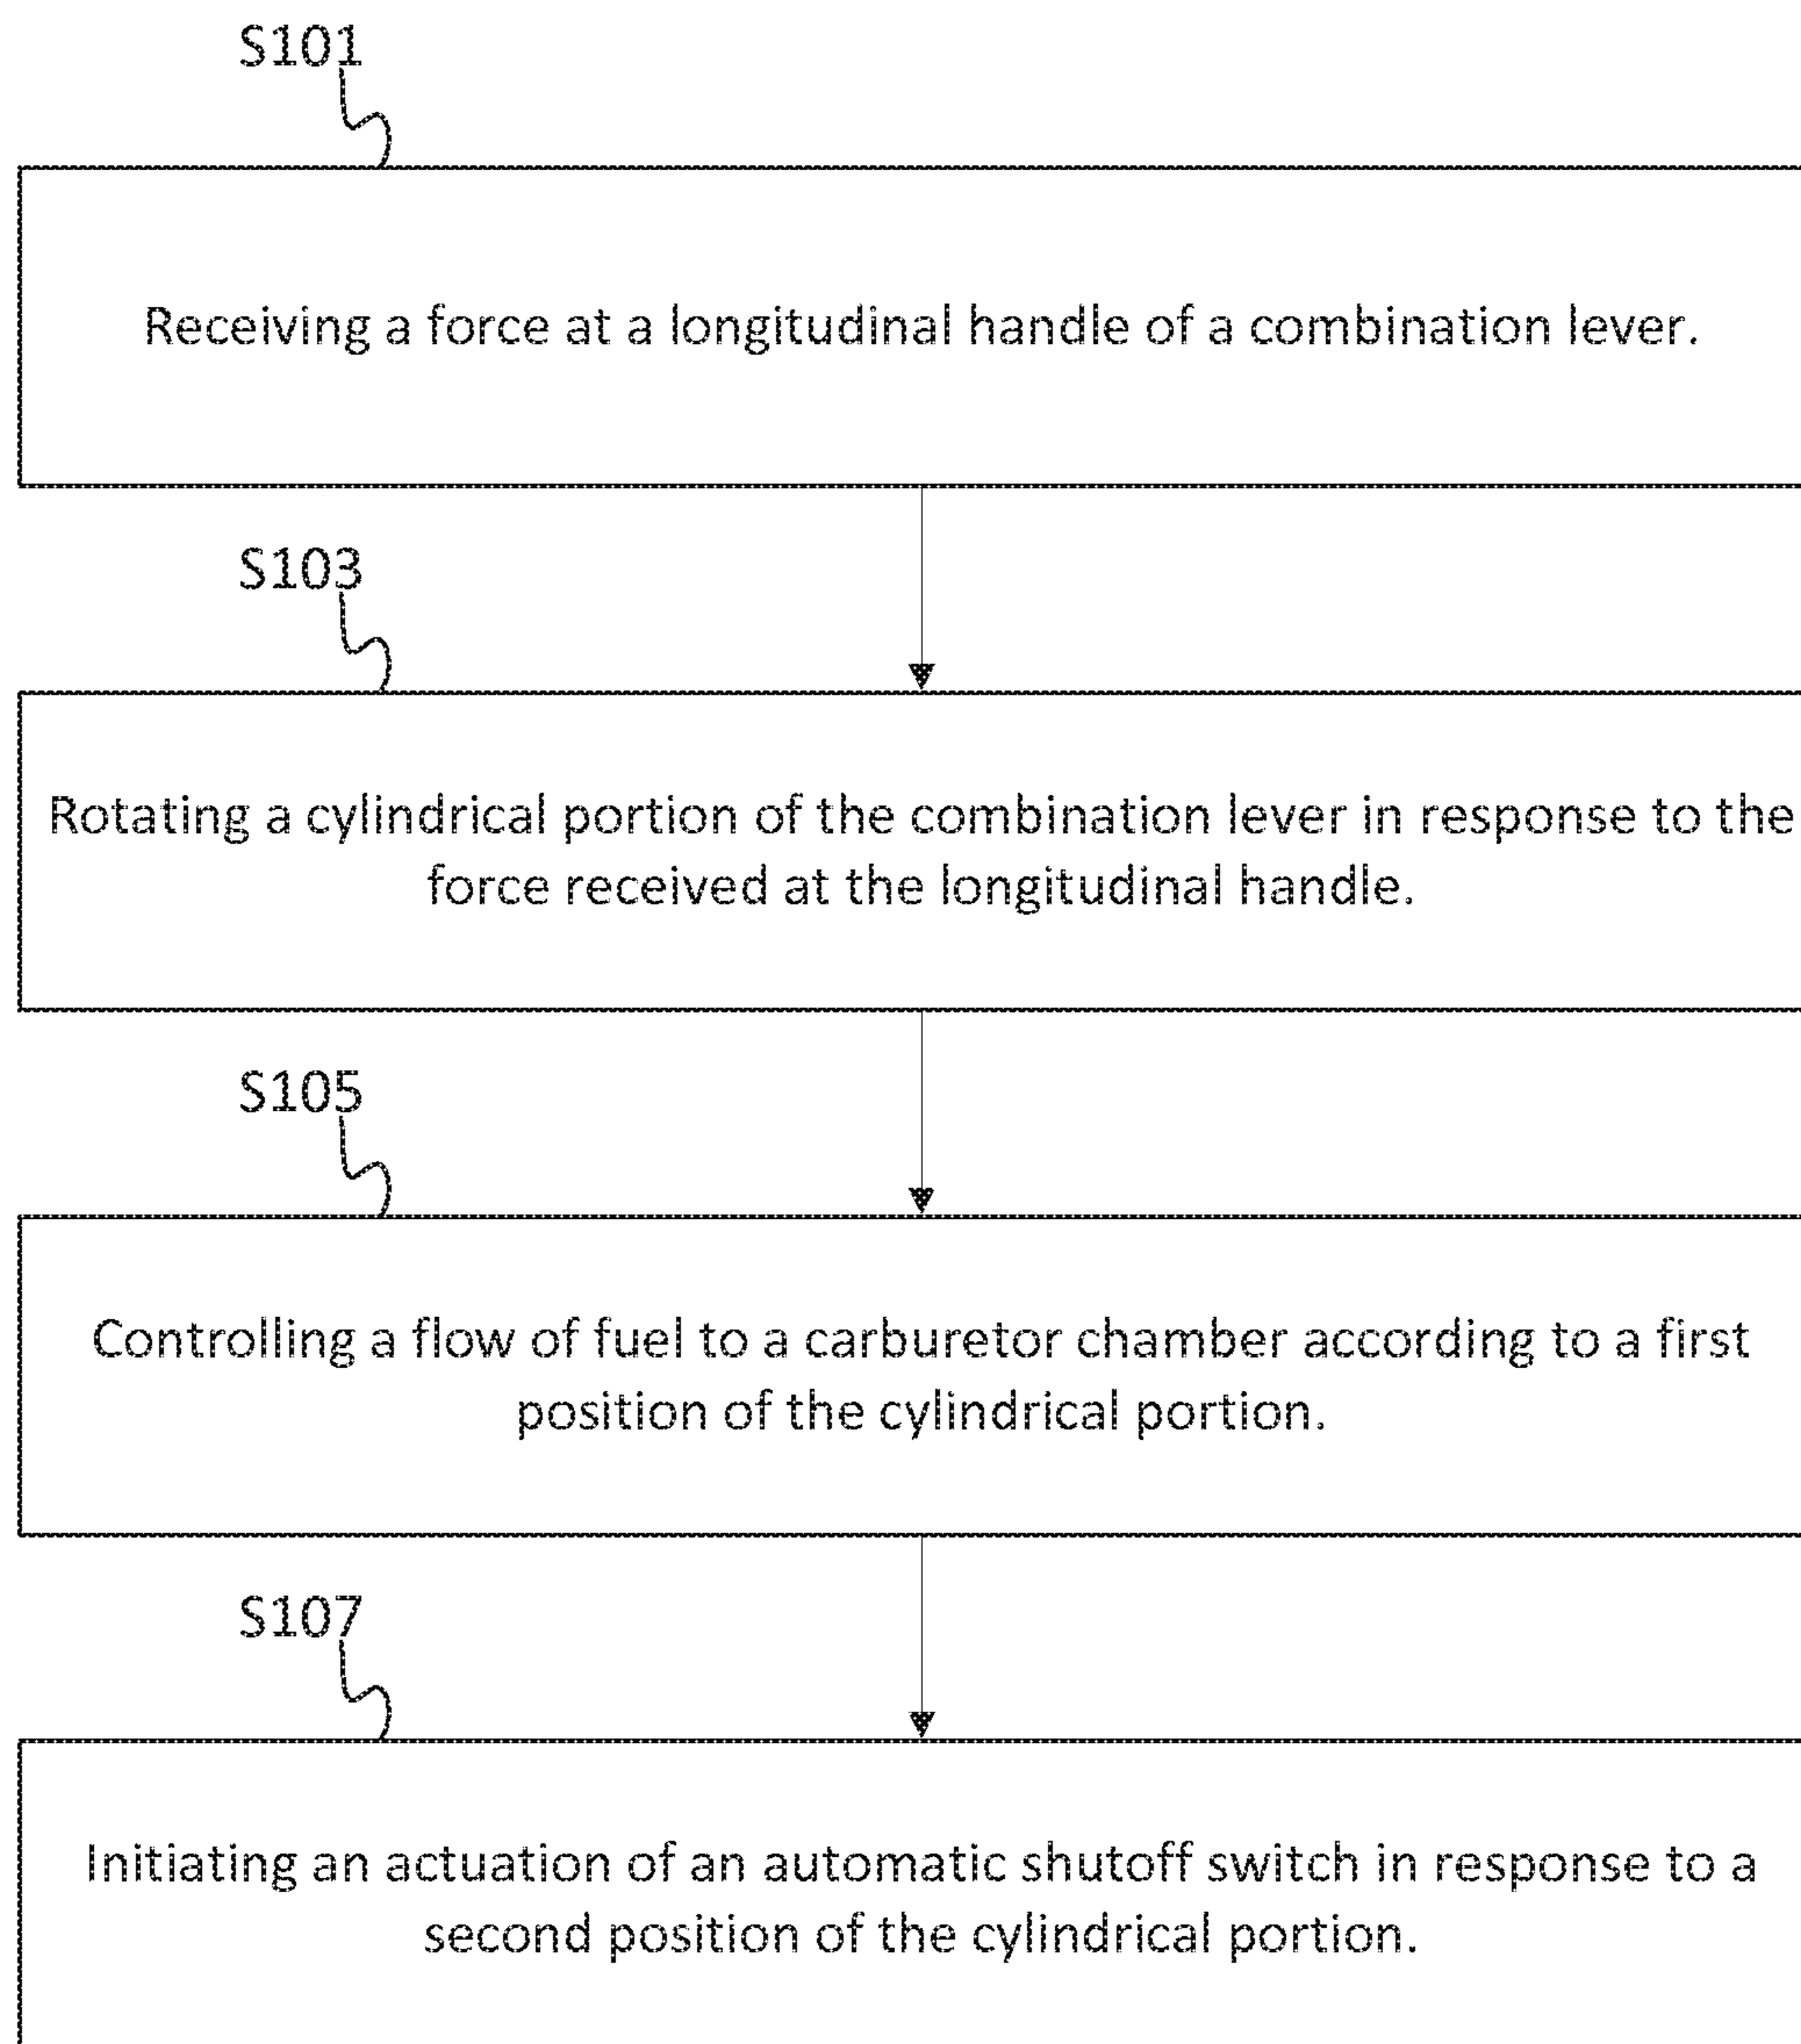 S101
Receiving a force at a longitudinal handle of a combination lever.
S103
Rotating a cylindrical portion of the combination lever in response to the
force received at the longitudinal handle.
S105
Controlling a flow of fuel to a carburetor chamber according to a first
position of the cylindrical portion.
S107
Initiating an actuation of an automatic shutoff switch in response to a
second position of the cylindrical portion.